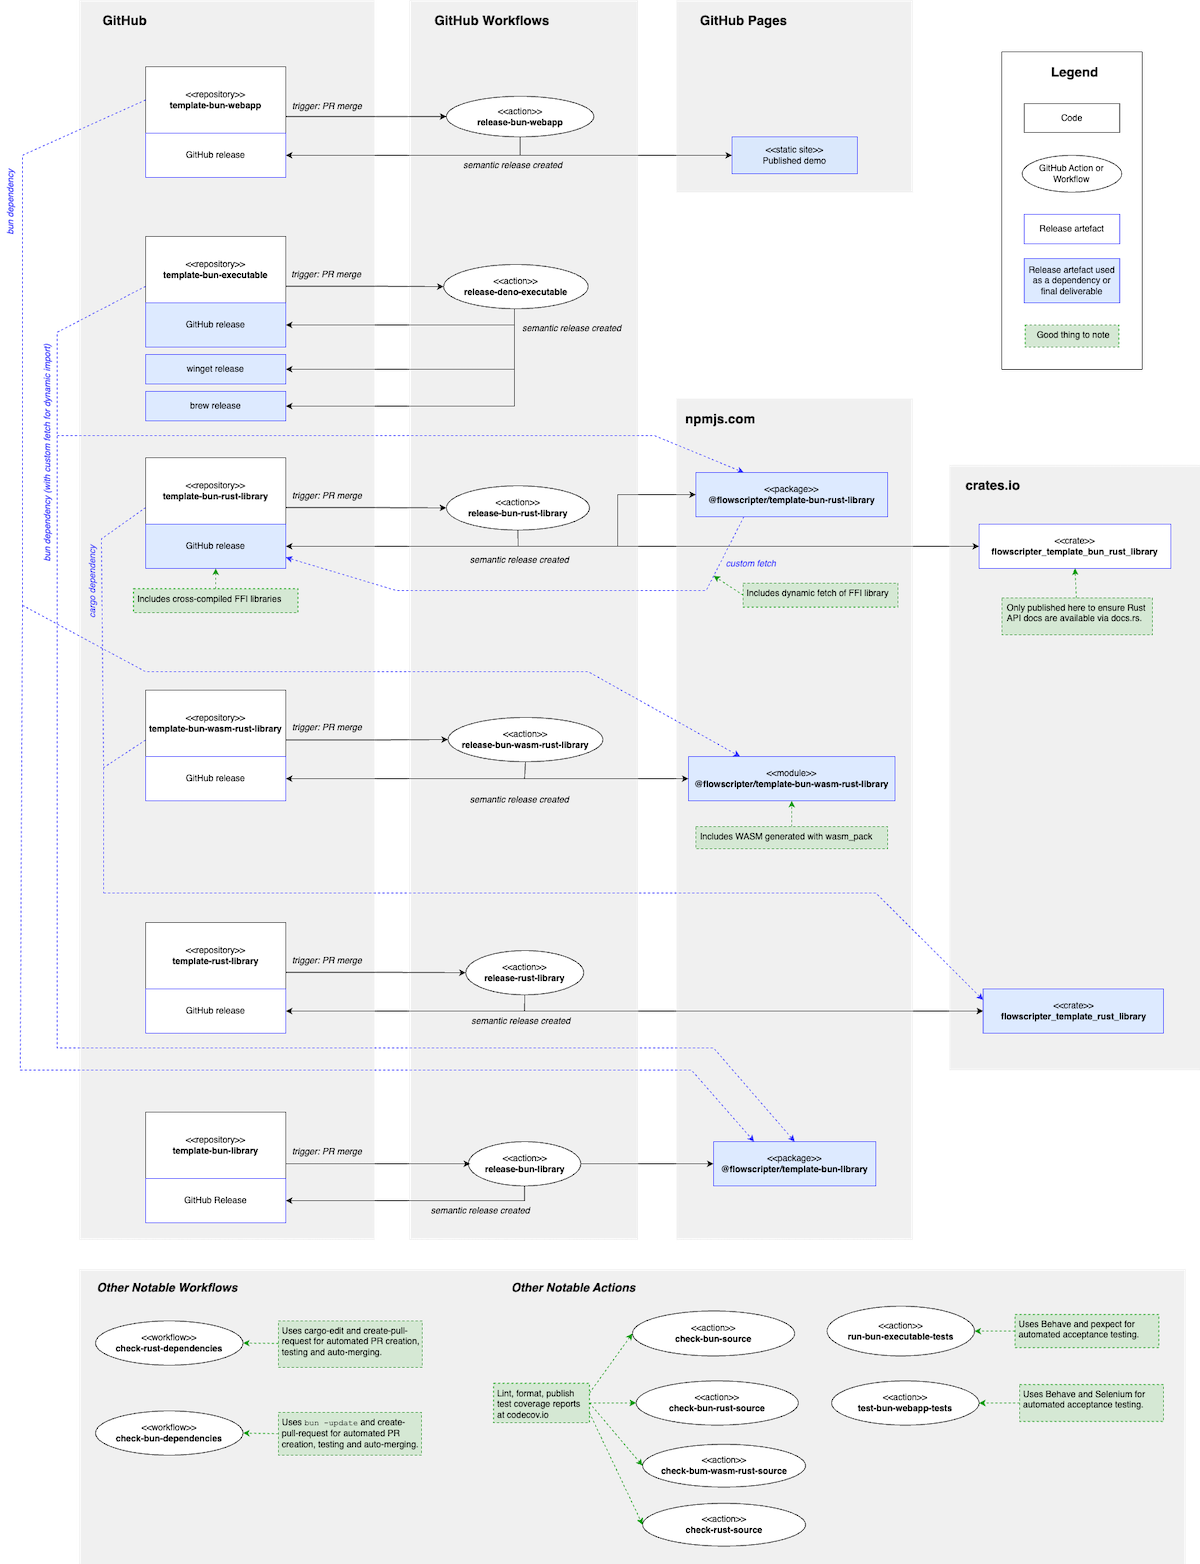 GitHub
GitHub Workflows
GitHub Pages
Legend
Code
GitHub Action or
Workflow
Release artefact
Release artefact used
as a dependency or
final deliverable
Good thing to note
<<repository>>
template-bun-webapp
GitHub release
trigger: PR merge
<<action>>
release-bun-webapp
semantic release created
<<static site>>
Published demo
bun dependency
<<repository>>
template-bun-executable
GitHub release
winget release
brew release
trigger: PR merge
<<action>>
release-deno-executable
semantic release created
bun dependency (with custom fetch for dynamic import)
npmjs.com
crates.io
<<repository>>
template-bun-rust-library
GitHub release
Includes cross-compiled FFI libraries
trigger: PR merge
<<action>>
release-bun-rust-library
semantic release created
<<package>>
@flowscripter/template-bun-rust-library
custom fetch
Includes dynamic fetch of FFI library
<<crate>>
flowscripter_template_bun_rust_library
Only published here to ensure Rust
API docs are available via docs.rs.
cargo dependency
<<repository>>
template-bun-wasm-rust-library
GitHub release
trigger: PR merge
<<action>>
release-bun-wasm-rust-library
semantic release created
<<module>>
@flowscripter/template-bun-wasm-rust-library
Includes WASM generated with wasm_pack
<<repository>>
template-rust-library
GitHub release
trigger: PR merge
<<action>>
release-rust-library
semantic release created
<<crate>>
flowscripter_template_rust_library
<<repository>>
template-bun-library
GitHub Release
trigger: PR merge
<<action>>
release-bun-library
semantic release created
<<package>>
@flowscripter/template-bun-library
Other Notable Workflows
<<workflow>>
check-rust-dependencies
Uses cargo-edit and create-pull-
request for automated PR creation,
testing and auto-merging.
<<workflow>>
check-bun-dependencies
Uses bun -update and create-
pull-request for automated PR
creation, testing and auto-merging.
Other Notable Actions
Lint, format, publish
test coverage reports
at codecov.io
<<action>>
check-bun-source
<<action>>
check-bun-rust-source
<<action>>
check-bum-wasm-rust-source
<<action>>
check-rust-source
<<action>>
run-bun-executable-tests
Uses Behave and pexpect for
automated acceptance testing.
<<action>>
test-bun-webapp-tests
Uses Behave and Selenium for
automated acceptance testing.